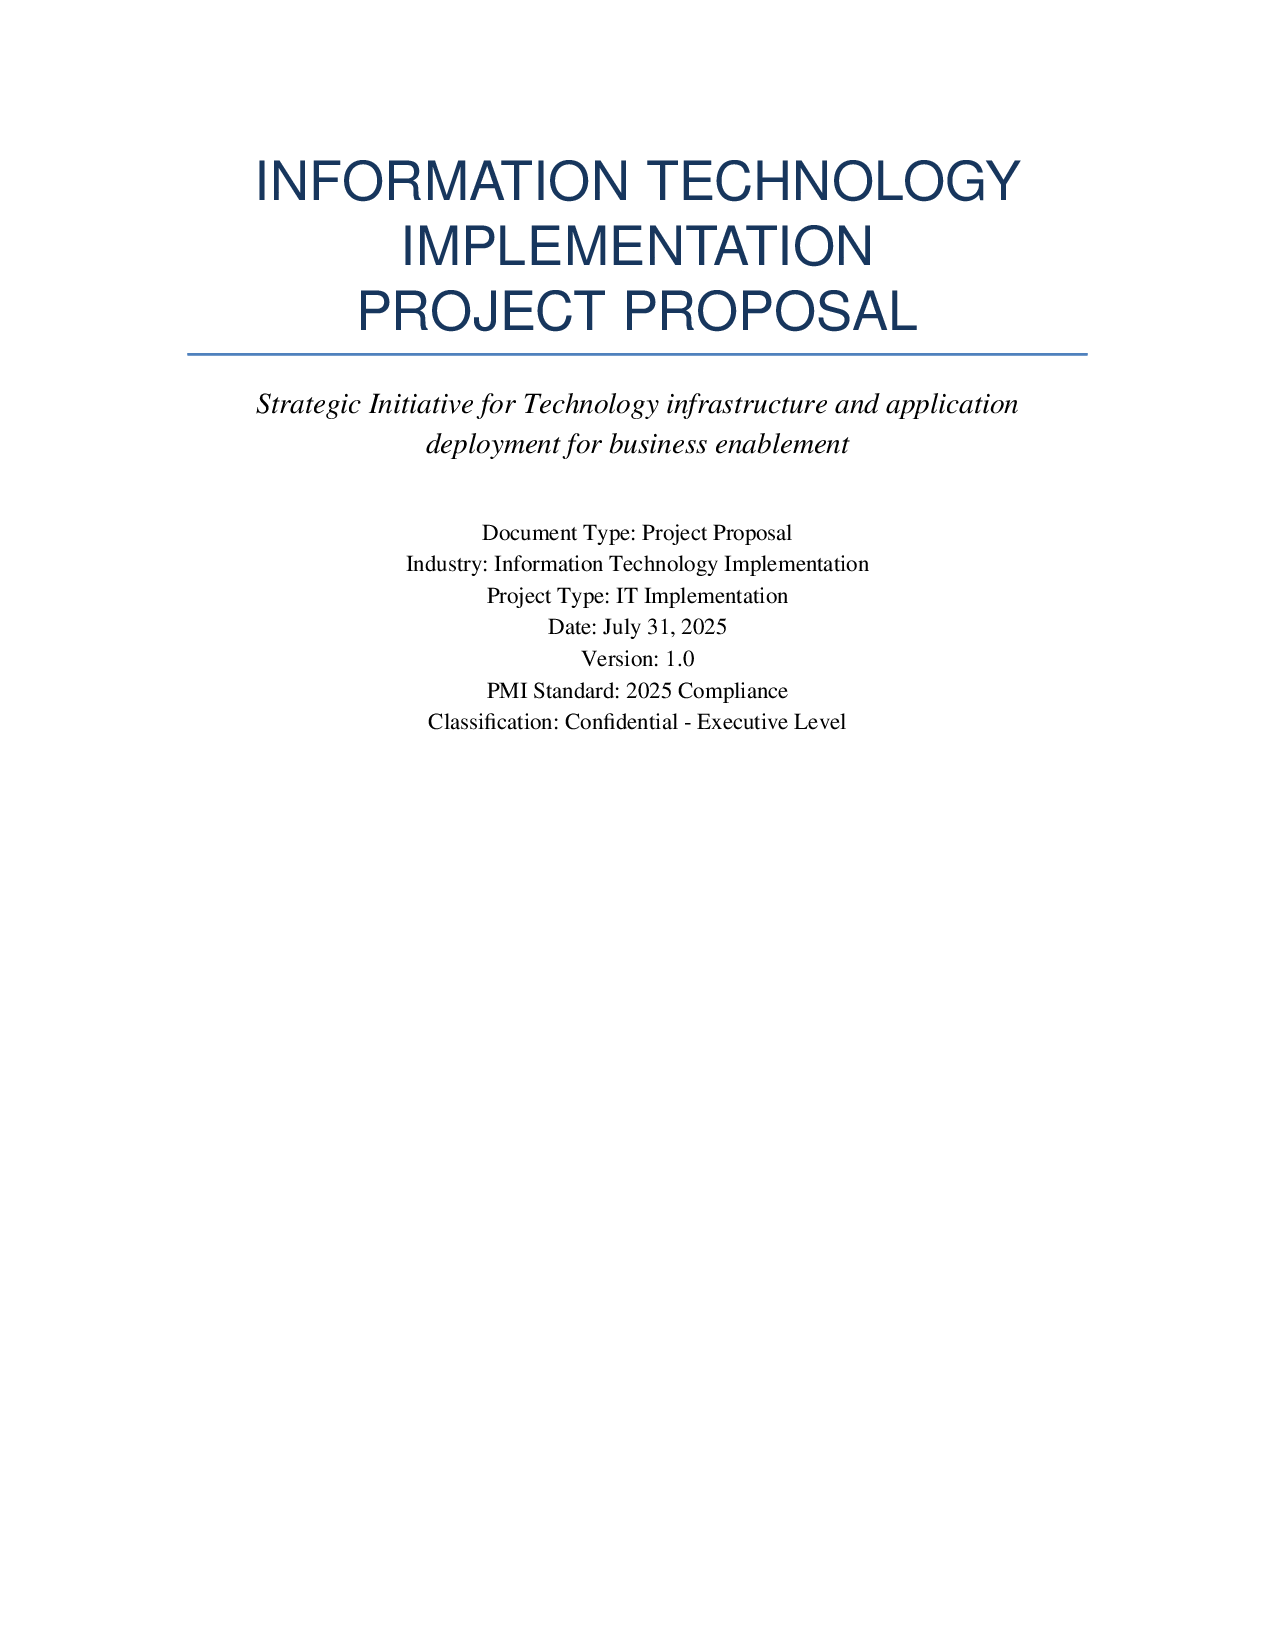 INFORMATION TECHNOLOGY
IMPLEMENTATION
PROJECT PROPOSAL
Strategic Initiative for Technology infrastructure and application
deployment for business enablement
Document Type: Project Proposal
Industry: Information Technology Implementation
Project Type: IT Implementation
Date: July 31, 2025
Version: 1.0
PMI Standard: 2025 Compliance
Classification: Confidential - Executive Level